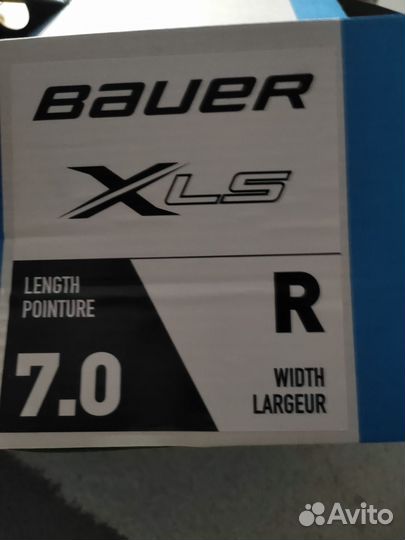 BAUER
XLS
LENGTH
POINTURE
7.0
R
WIDTH
LARGEUR
Avito